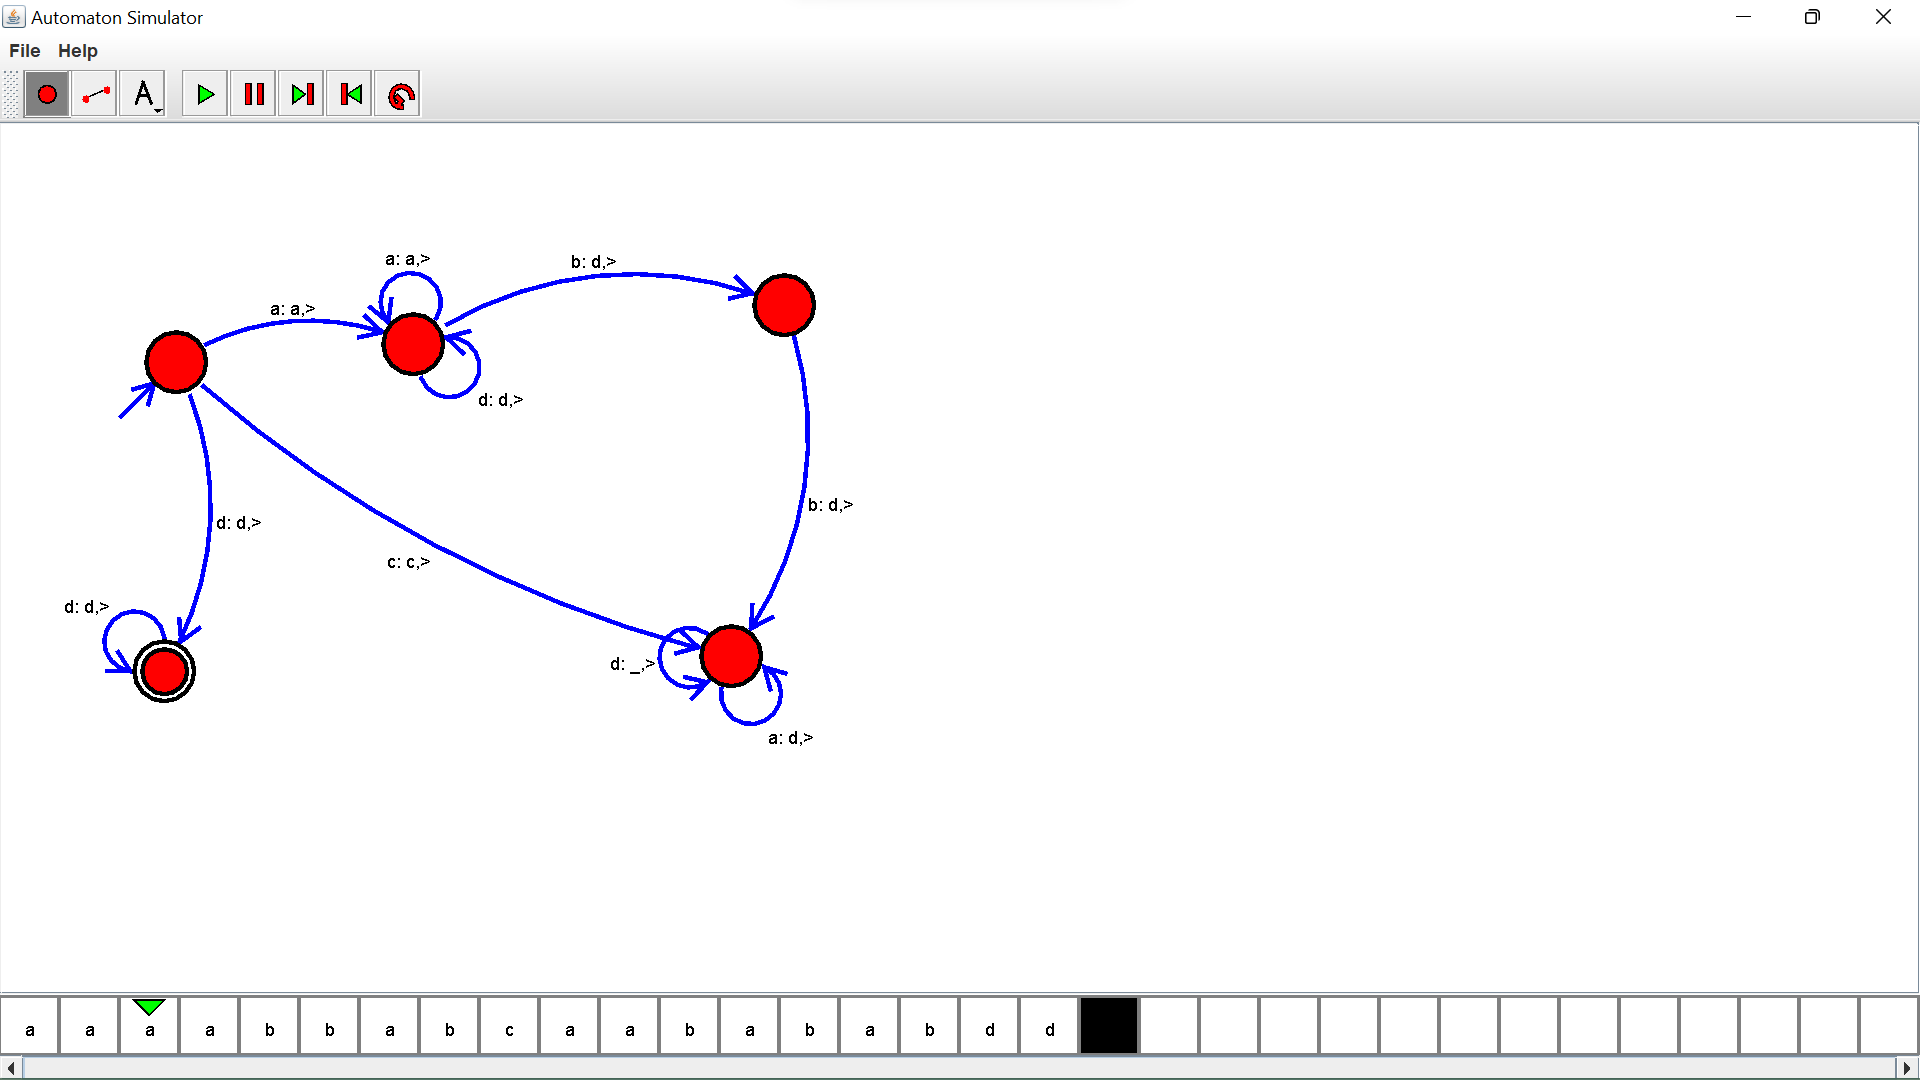 Automaton Simulator
File Help
A
a: a,>
b: d,>
a: a,>
d: d,>
b: d,>
d: d,>
c: c,>
d: d,>
d: _,>
a: d,>
a a a a b b a b c a a b a b a b d d